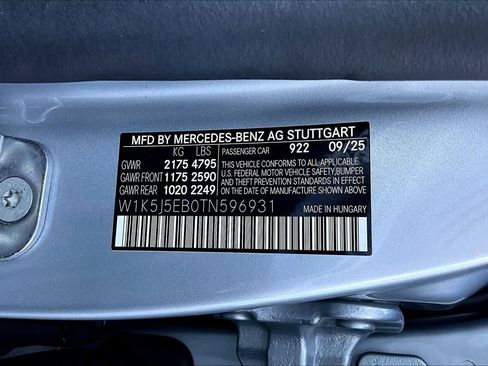 MFD BY MERCEDES-BENZ AG STUTTGART
KG LBS PASSENGER CAR 922 09/25
GVWR 2175 4795
GAWR FRONT 1175 2590
GAWR REAR 1020 2249
THIS VEHICLE CONFORMS TO ALL APPLICABLE
U.S. FEDERAL MOTOR VEHICLE SAFETY, BUMPER,
AND THEFT PREVENTION STANDARDS IN EFFECT
ON THE DATE OF MANUFACTURE SHOWN ABOVE.
W1K5J5EB0TN596931
MADE IN HUNGARY